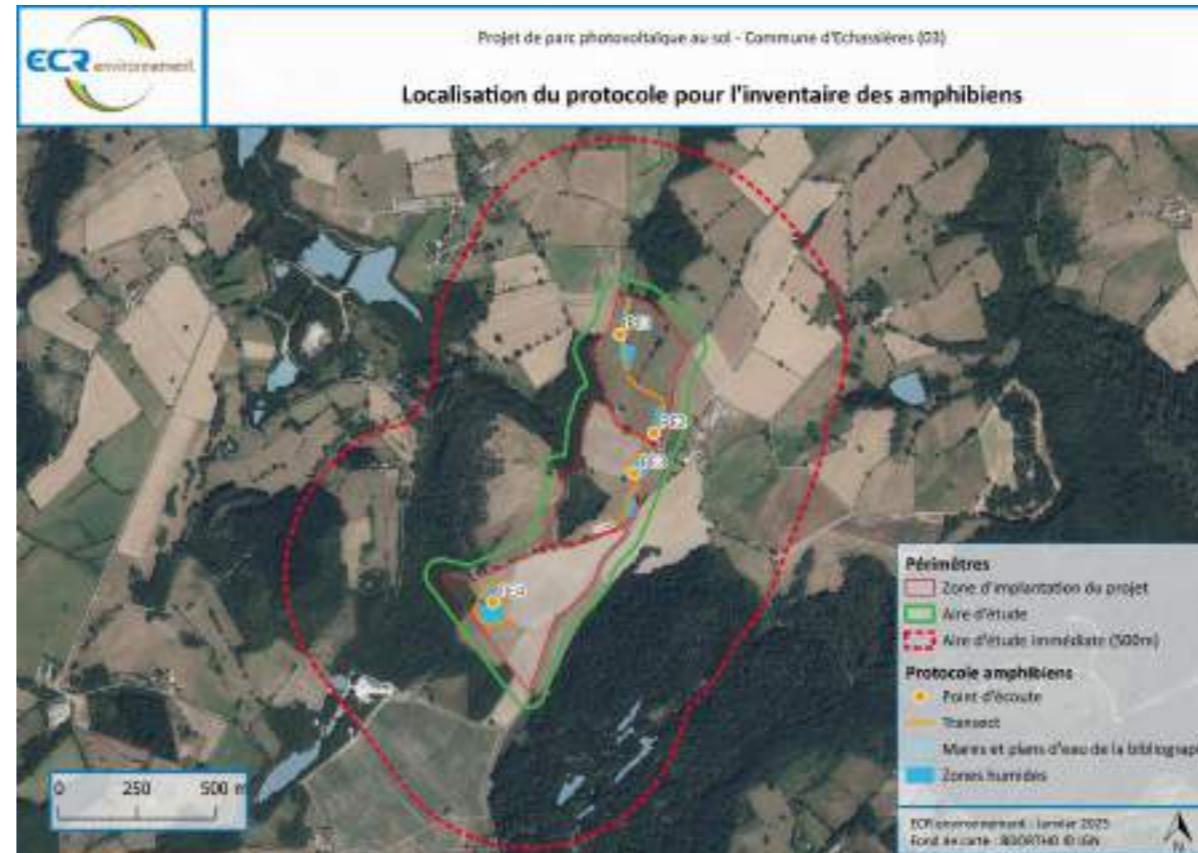 ECR environnement
Projet de parc photovoltaïque au sol - Commune d'Echassières (03)
Localisation du protocole pour l'inventaire des amphibiens
PE2
PE4
Périmètres
Zone d'implantation du projet
Aire d'étude
Aire d'étude immédiate (500m)
Protocole amphibiens
Point d'écoute
Transect
Mares et plans d'eau de la bibliograp
Zones humides
0 250 500 m
ECR environnement - Janvier 2025
Fond de carte : BDORTHO © IGN
N